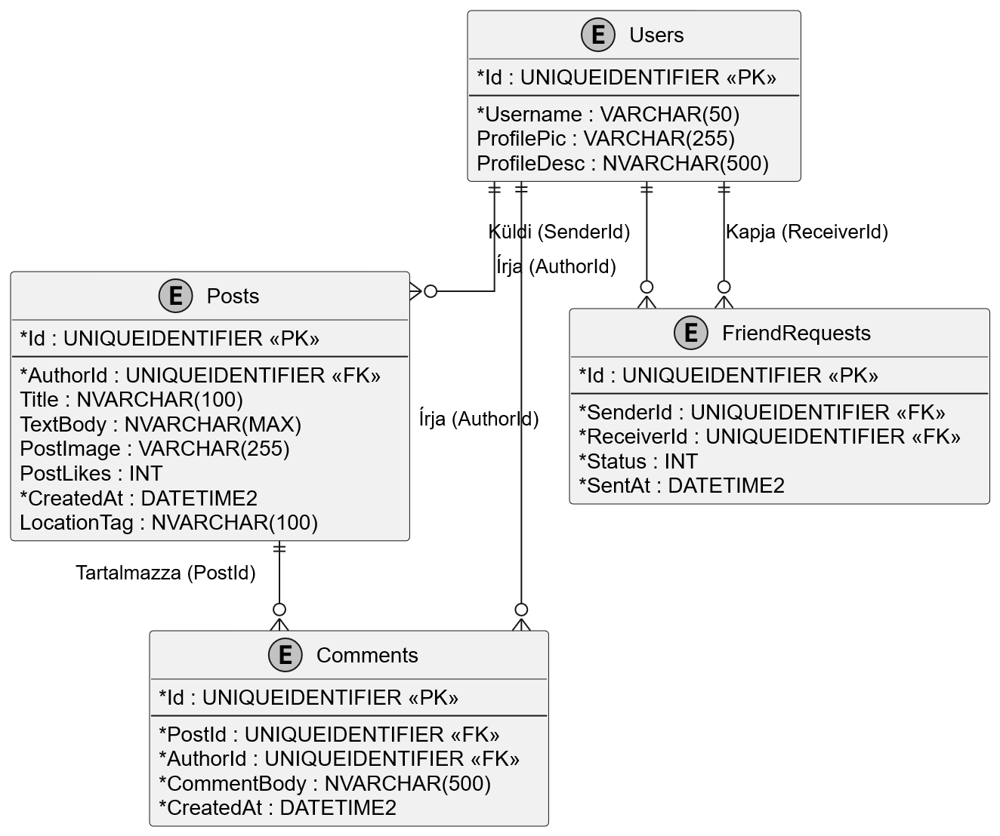 E Users
*Id : UNIQUEIDENTIFIER «PK»
*Username : VARCHAR(50)
ProfilePic : VARCHAR(255)
ProfileDesc : NVARCHAR(500)
Küldi (SenderId)
Kapja (ReceiverId)
Írja (AuthorId)
E Posts
*Id : UNIQUEIDENTIFIER «PK»
*AuthorId : UNIQUEIDENTIFIER «FK»
Title : NVARCHAR(100)
TextBody : NVARCHAR(MAX)
PostImage : VARCHAR(255)
PostLikes : INT
*CreatedAt : DATETIME2
LocationTag : NVARCHAR(100)
Írja (AuthorId)
E FriendRequests
*Id : UNIQUEIDENTIFIER «PK»
*SenderId : UNIQUEIDENTIFIER «FK»
*ReceiverId : UNIQUEIDENTIFIER «FK»
*Status : INT
*SentAt : DATETIME2
Tartalmazza (PostId)
E Comments
*Id : UNIQUEIDENTIFIER «PK»
*PostId : UNIQUEIDENTIFIER «FK»
*AuthorId : UNIQUEIDENTIFIER «FK»
*CommentBody : NVARCHAR(500)
*CreatedAt : DATETIME2